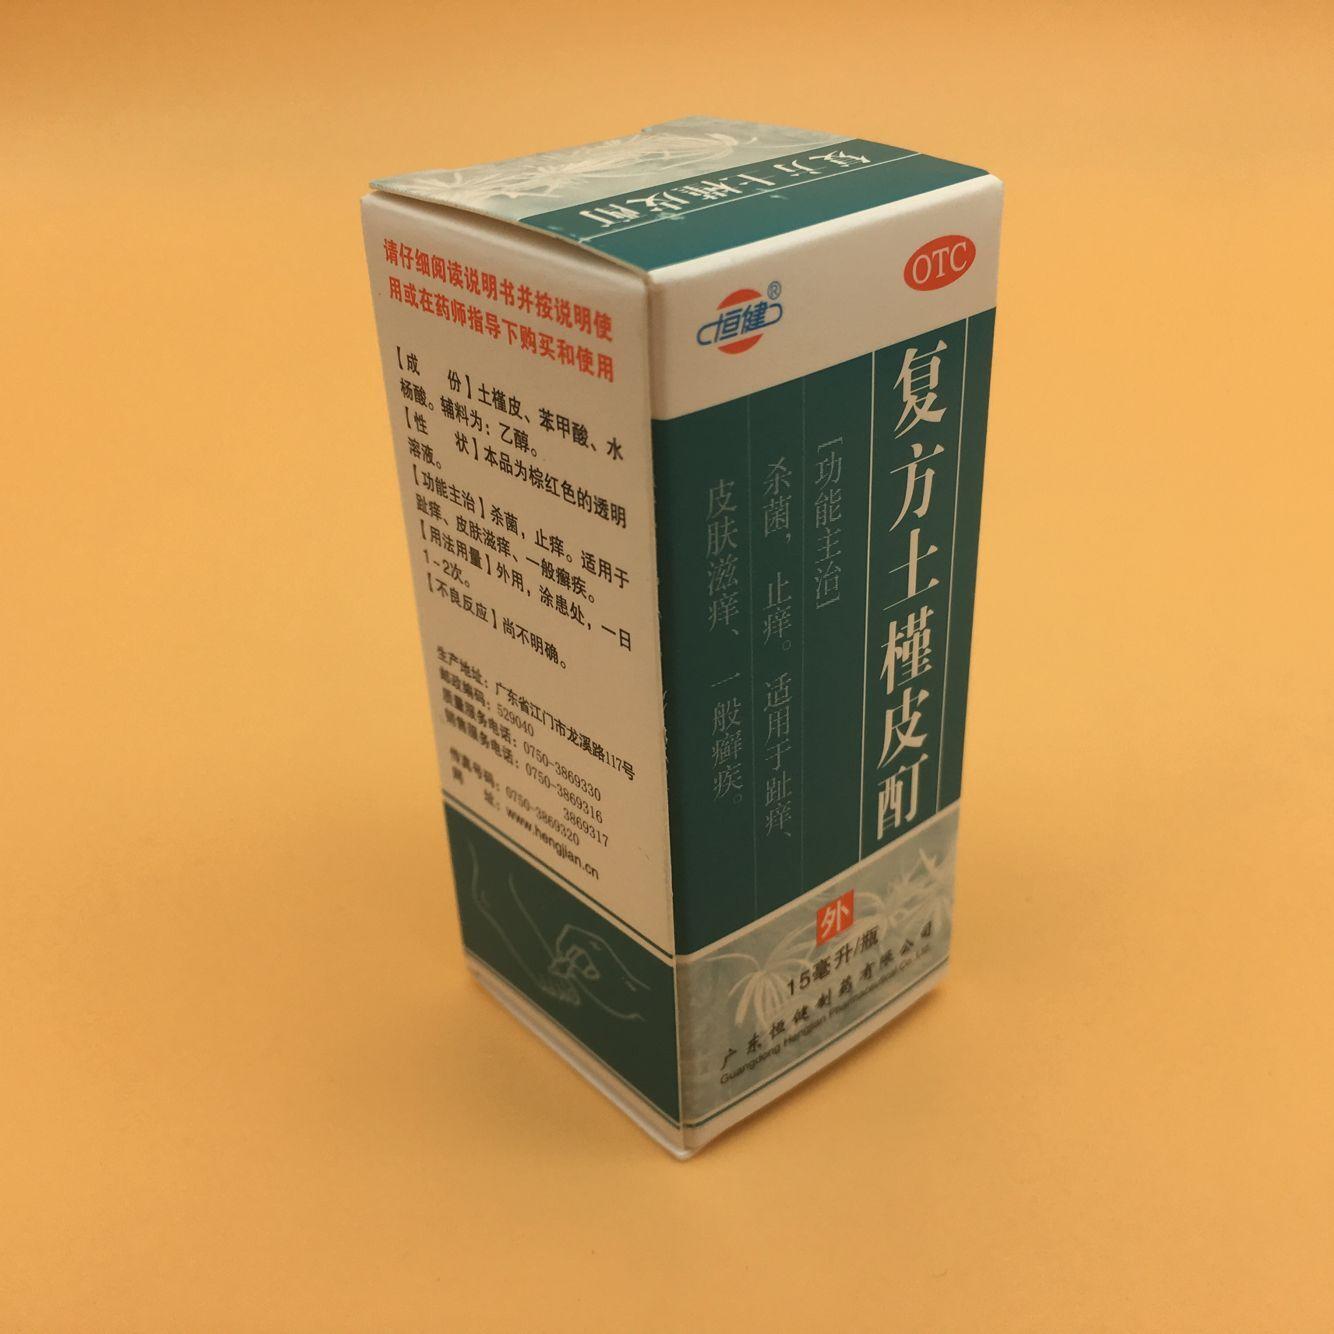 复方土槿皮酊
请仔细阅读说明书并按说明使
用或在药师指导下购买和使用
【成 份】土槿皮、苯甲酸、水
杨酸。辅料为：乙醇。
【性 状】本品为棕红色的透明
溶液。
【功能主治】杀菌，止痒。适用于
趾痒、皮肤滋痒、一般癣疾。
【用法用量】外用，涂患处，一日
1-2次。
【不良反应】尚不明确。
生产地址：广东省江门市龙溪路117号
邮政编码：529040
质量服务电话：0750-3869330
销售服务电话：0750-3869316
3869317
传真号码：0750-3869320
网 址：www.hengjian.cn
恒健®
OTC
复方土槿皮酊
[功能主治]
杀菌，止痒。适用于趾痒、
皮肤滋痒、一般癣疾。
外
15毫升/瓶
广东恒健制药有限公司
Guangdong Hengjian Pharmaceutical Co., Ltd.